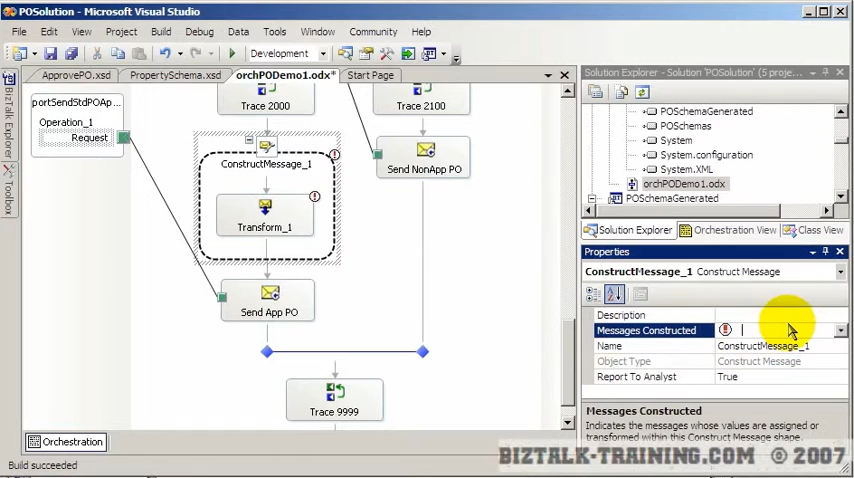 POSolution - Microsoft Visual Studio
File Edit View Project Build Debug Tools Window Community Help
Development
ApprovePO.xsd PropertySchema.xsd orchPODemo1.odx* Start Page
BizTalk Explorer
Toolbox
portSendStdPOAp...
Operation_1
Request
Trace 2000
Trace 2100
ConstructMessage_1
Send NonApp PO
Transform_1
Send App PO
Trace 9999
Orchestration
Build succeeded
Solution Explorer - Solution 'POSolution' (5 proje...
POSchemaGenerated
POSchemas
System
System.configuration
System.XML
orchPODemo1.odx
POSchemaGenerated
Solution Explorer Orchestration View Class View
Properties
ConstructMessage_1 Construct Message
Description
Messages Constructed
Name ConstructMessage_1
Object Type Construct Message
Report To Analyst True
Messages Constructed
Indicates the messages whose values are assigned or
transformed within this Construct Message shape.
BIZTALK-TRAINING.COM © 2007